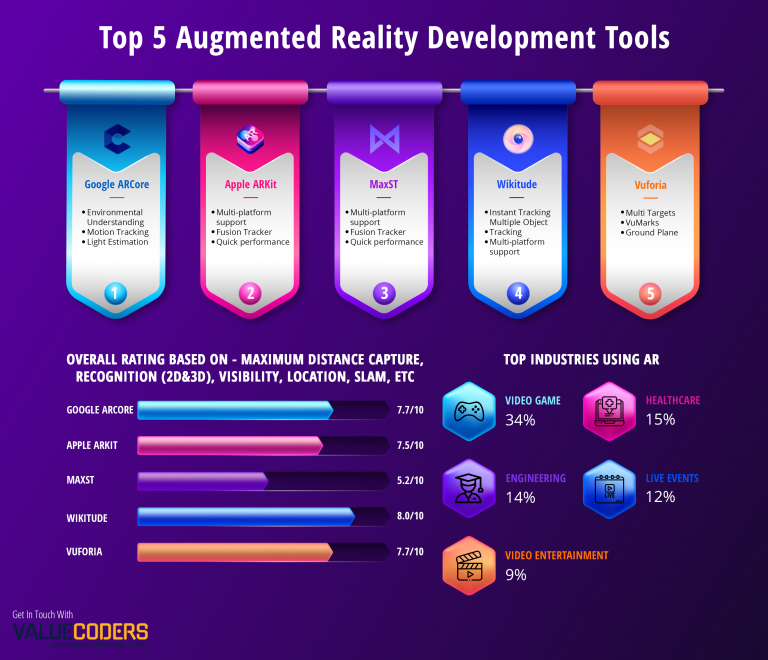 Top 5 Augmented Reality Development Tools
Google ARCore
• Environmental
Understanding
• Motion Tracking
• Light Estimation
1
Apple ARKit
• Multi-platform
support
• Fusion Tracker
• Quick performance
2
MaxST
• Multi-platform
support
• Fusion Tracker
• Quick performance
3
Wikitude
• Instant Tracking
Multiple Object
• Tracking
• Multi-platform
support
4
Vuforia
• Multi Targets
• VuMarks
• Ground Plane
5
OVERALL RATING BASED ON - MAXIMUM DISTANCE CAPTURE,
RECOGNITION (2D&3D), VISIBILITY, LOCATION, SLAM, ETC
GOOGLE ARCORE 7.7/10
APPLE ARKIT 7.5/10
MAXST 5.2/10
WIKITUDE 8.0/10
VUFORIA 7.7/10
TOP INDUSTRIES USING AR
VIDEO GAME
34%
HEALTHCARE
15%
ENGINEERING
14%
LIVE
LIVE EVENTS
12%
VIDEO ENTERTAINMENT
9%
Get In Touch With
VALUECODERS